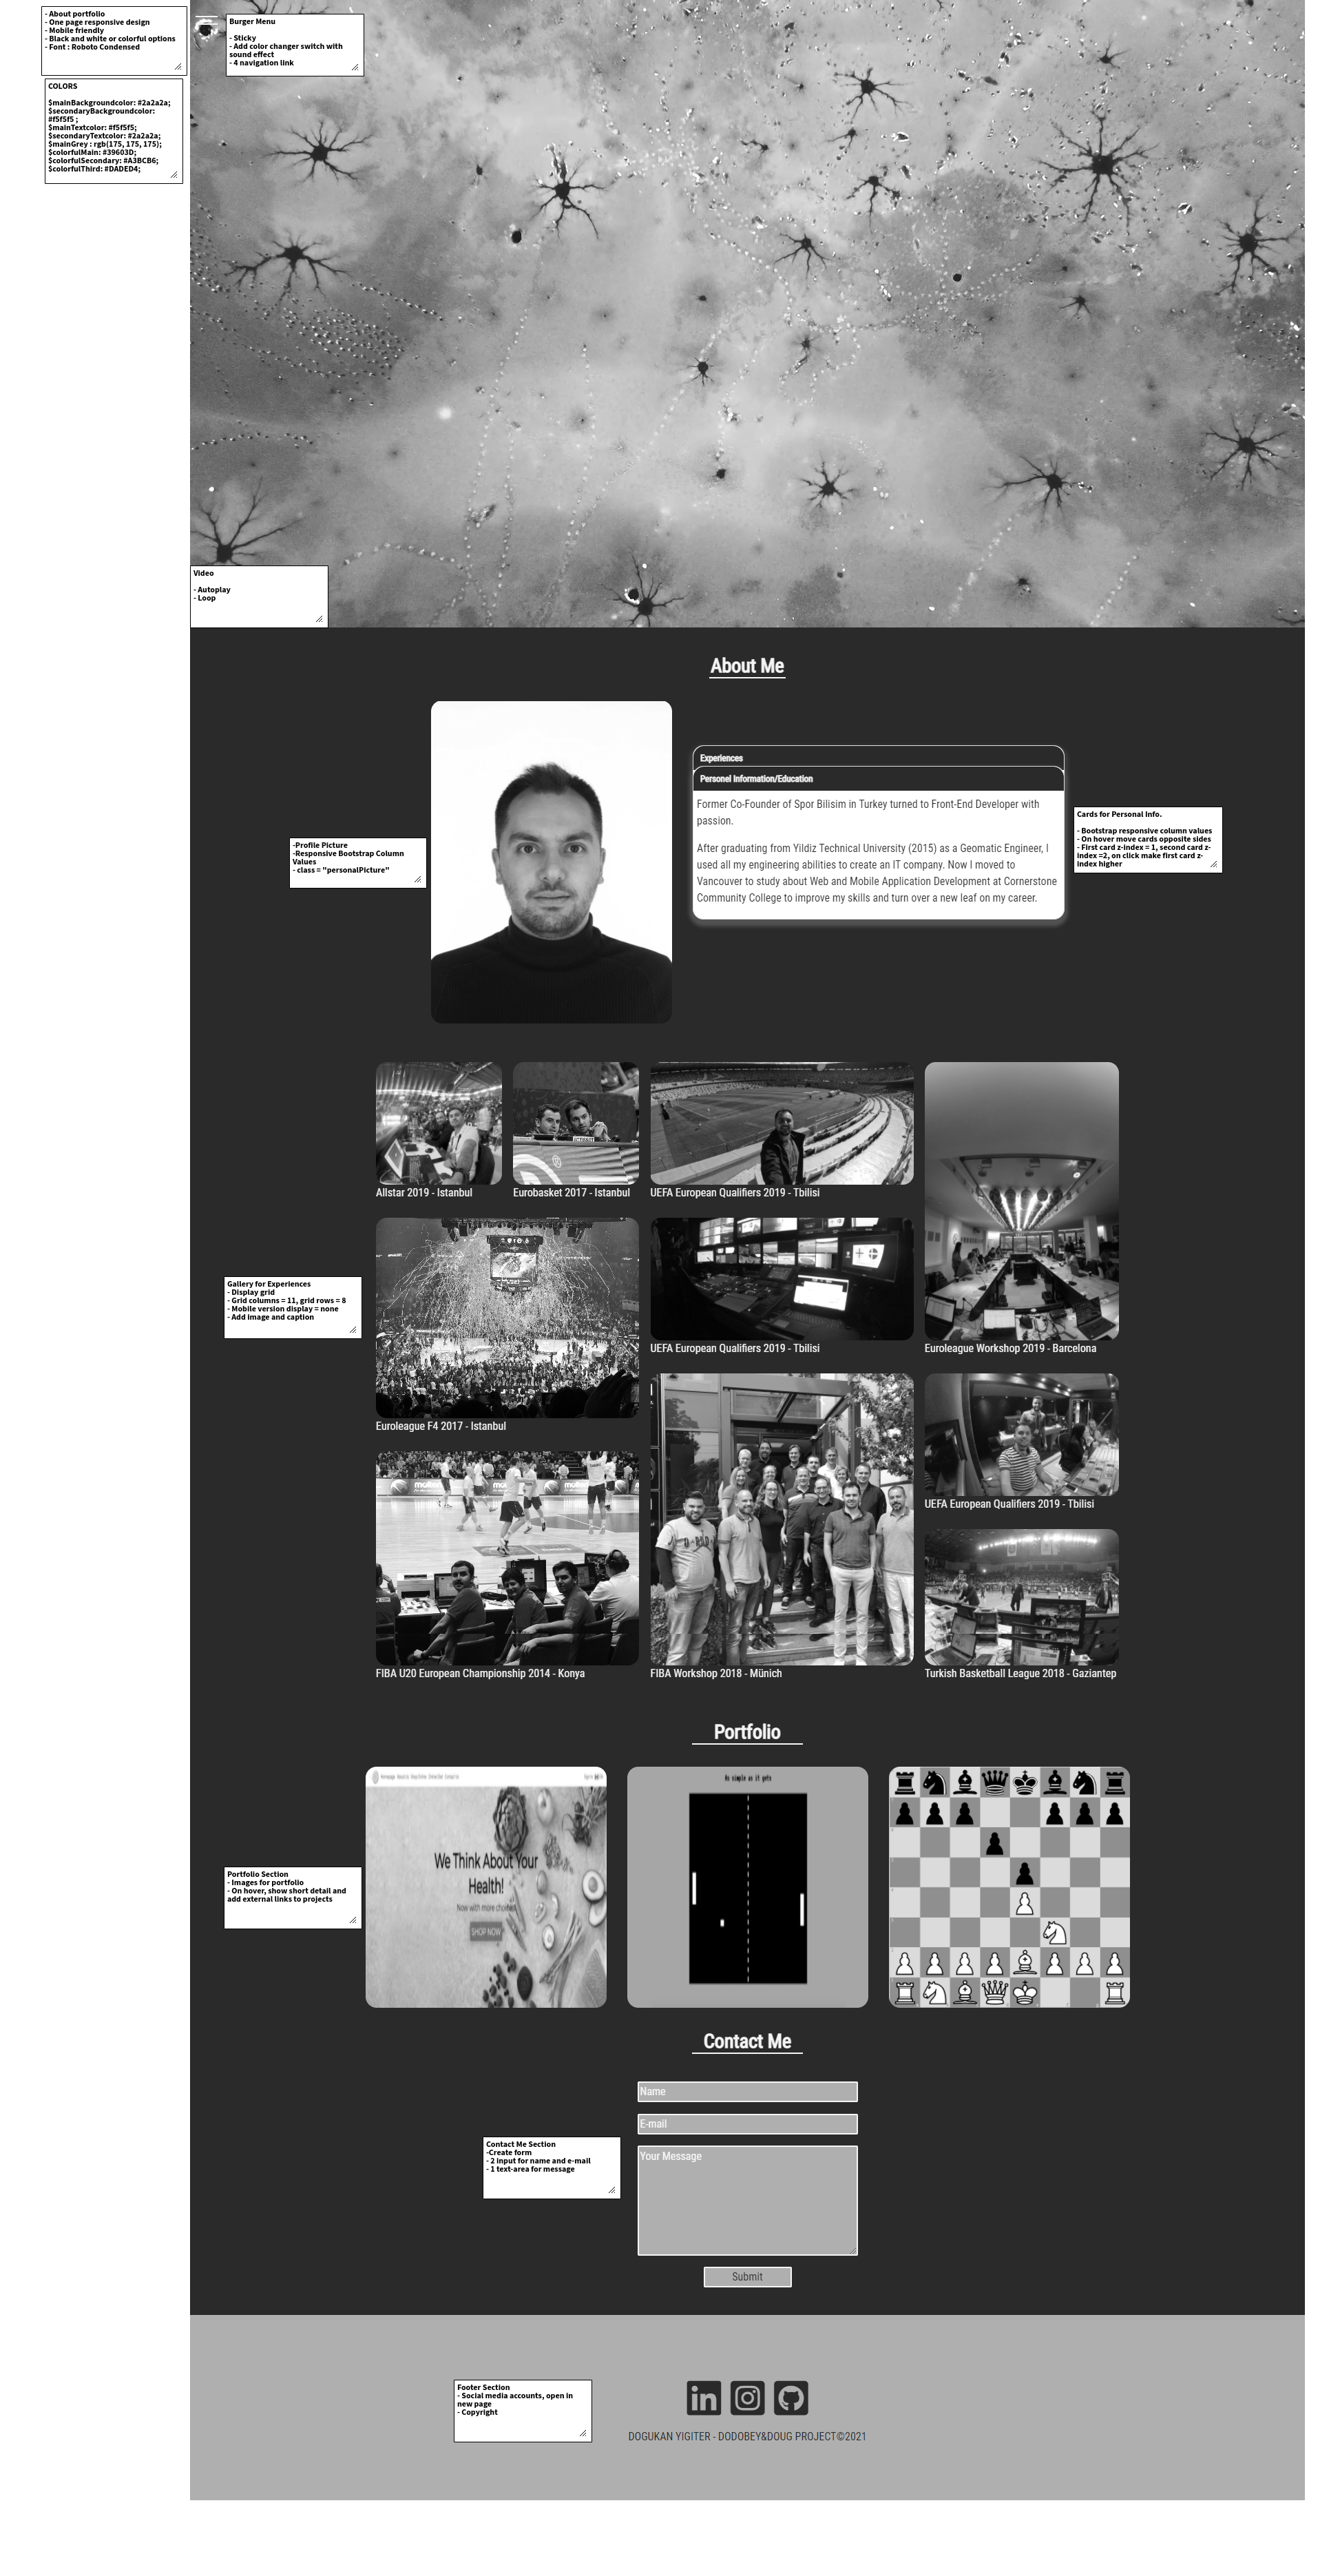 - About portfolio
- One page responsive design
- Mobile friendly
- Black and white or colorful options
- Font : Roboto Condensed
COLORS
$mainBackgroundcolor: #2a2a2a;
$secondaryBackgroundcolor:
#f5f5f5 ;
$mainTextcolor: #f5f5f5;
$secondaryTextcolor: #2a2a2a;
$mainGrey : rgb(175, 175, 175);
$colorfulMain: #39603D;
$colorfulSecondary: #A3BCB6;
$colorfulThird: #DADED4;
Burger Menu
- Sticky
- Add color changer switch with
sound effect
- 4 navigation link
Video
- Autoplay
- Loop
About Me
-Profile Picture
-Responsive Bootstrap Column
Values
- class = "personalPicture"
Experiences
Personel Information/Education
Former Co-Founder of Spor Bilisim in Turkey turned to Front-End Developer with
passion.
After graduating from Yildiz Technical University (2015) as a Geomatic Engineer, I
used all my engineering abilities to create an IT company. Now I moved to
Vancouver to study about Web and Mobile Application Development at Cornerstone
Community College to improve my skills and turn over a new leaf on my career.
Cards for Personal Info.
- Bootstrap responsive column values
- On hover move cards opposite sides
- First card z-index = 1, second card z-
index =2, on click make first card z-
index higher
Allstar 2019 - Istanbul
Eurobasket 2017 - Istanbul
UEFA European Qualifiers 2019 - Tbilisi
Gallery for Experiences
- Display grid
- Grid columns = 11, grid rows = 8
- Mobile version display = none
- Add image and caption
UEFA European Qualifiers 2019 - Tbilisi
Euroleague Workshop 2019 - Barcelona
Euroleague F4 2017 - Istanbul
molten
UEFA European Qualifiers 2019 - Tbilisi
FIBA U20 European Championship 2014 - Konya
FIBA Workshop 2018 - Münich
Turkish Basketball League 2018 - Gaziantep
Portfolio
Portfolio Section
- Images for portfolio
- On hover, show short detail and
add external links to projects
We Think About Your
Health!
Now with more choices
SHOP NOW
As simple as it gets
Contact Me
Contact Me Section
-Create form
- 2 input for name and e-mail
- 1 text-area for message
Name
E-mail
Your Message
Submit
Footer Section
- Social media accounts, open in
new page
- Copyright
in
DOGUKAN YIGITER - DODOBEY&DOUG PROJECT©2021